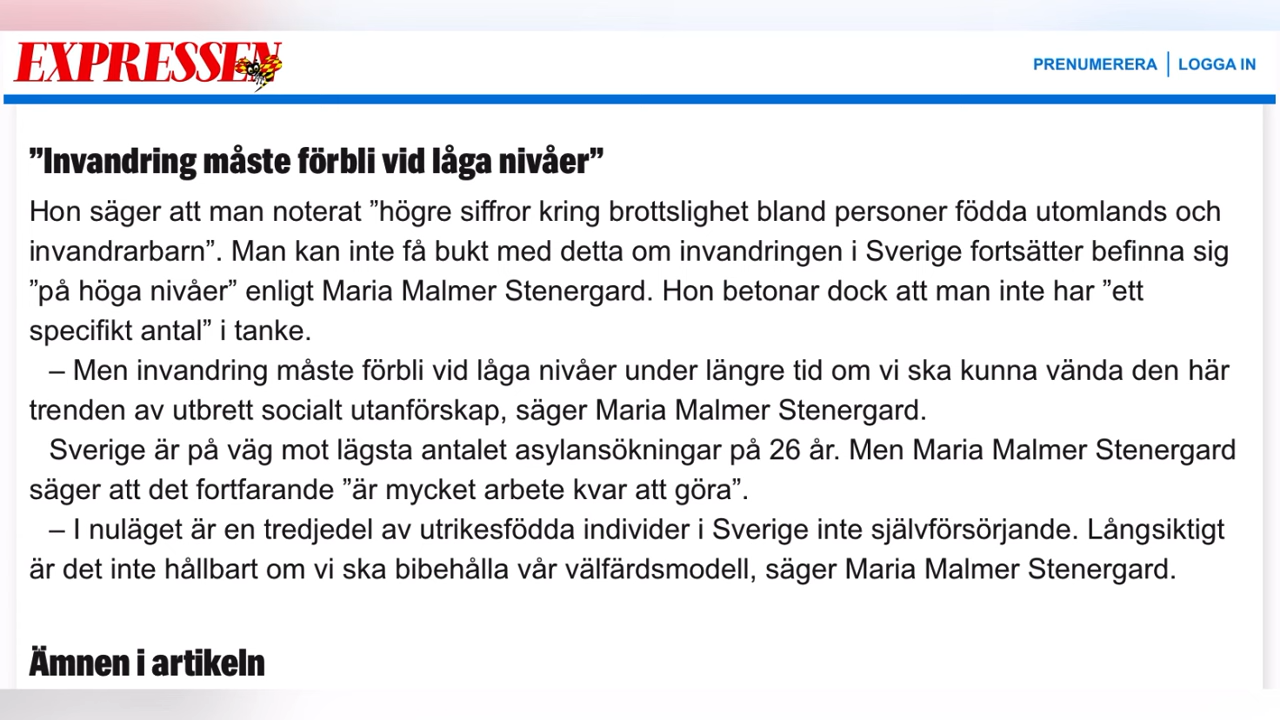 EXPRESSEN
PRENUMERERA | LOGGA IN
”Invandring måste förbli vid låga nivåer”
Hon säger att man noterat ”högre siffror kring brottslighet bland personer födda utomlands och
invandrarbarn”. Man kan inte få bukt med detta om invandringen i Sverige fortsätter befinna sig
”på höga nivåer” enligt Maria Malmer Stenergard. Hon betonar dock att man inte har ”ett
specifikt antal” i tanke.
– Men invandring måste förbli vid låga nivåer under längre tid om vi ska kunna vända den här
trenden av utbrett socialt utanförskap, säger Maria Malmer Stenergard.
Sverige är på väg mot lägsta antalet asylansökningar på 26 år. Men Maria Malmer Stenergard
säger att det fortfarande ”är mycket arbete kvar att göra”.
– I nuläget är en tredjedel av utrikesfödda individer i Sverige inte självförsörjande. Långsiktigt
är det inte hållbart om vi ska bibehålla vår välfärdsmodell, säger Maria Malmer Stenergard.
Ämnen i artikeln